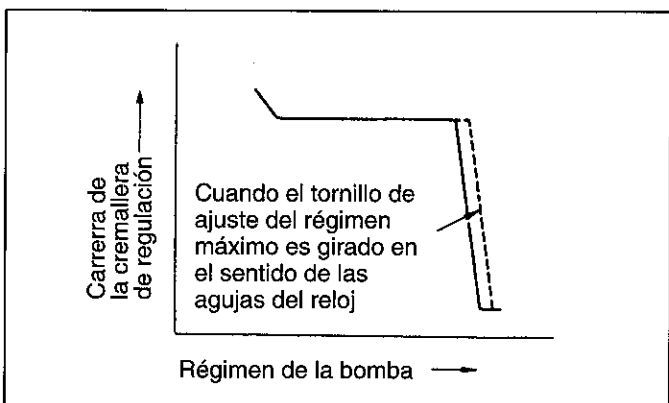 Carrerra de
la cremallera
de regulación
Cuando el tornillo de
ajuste del régimen
máximo es girado en
el sentido de las
agujas del reloj
Régimen de la bomba